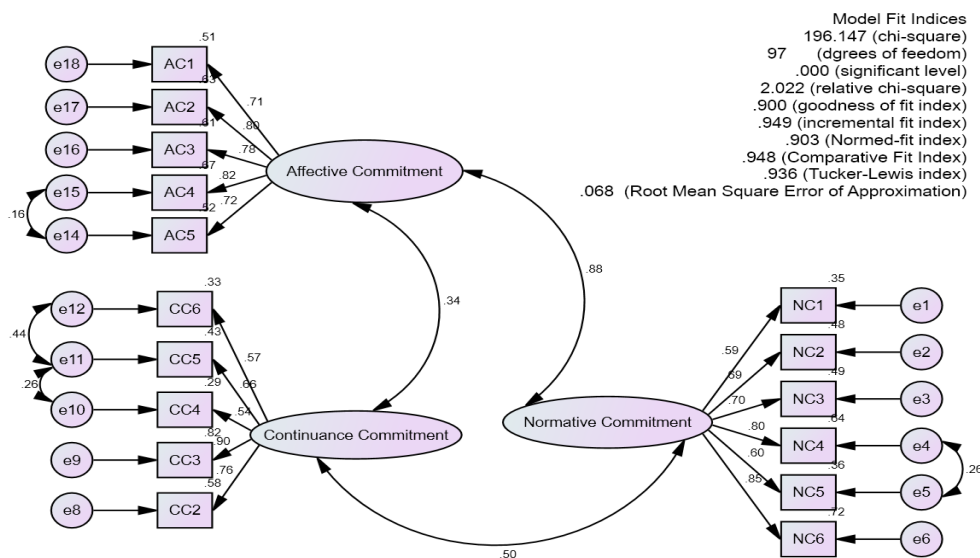 Model Fit Indices
196.147 (chi-square)
97 (dgrees of feedom)
.000 (significant level)
2.022 (relative chi-square)
.900 (goodness of fit index)
.949 (incremental fit index)
.903 (Normed-fit index)
.948 (Comparative Fit Index)
.936 (Tucker-Lewis index)
.068 (Root Mean Square Error of Approximation)
.51
e18 AC1
.63
.71
e17 AC2
.80
.61
e16 AC3
.78
.67
Affective Commitment
e15 AC4
.82
.72
.16
.52
e14 AC5
.88
.34
.33
e12 CC6
.44
.43
.57
e11 CC5
.66
.26
.29
e10 CC4
.54
.82
Continuance Commitment
.90
e9 CC3
.76
.58
e8 CC2
.35
NC1 e1
.48
.59
NC2 e2
.69
.49
.70
NC3 e3
Normative Commitment
.64
.80
NC4 e4
.60
.36
.26
.85
NC5 e5
.72
NC6 e6
.50